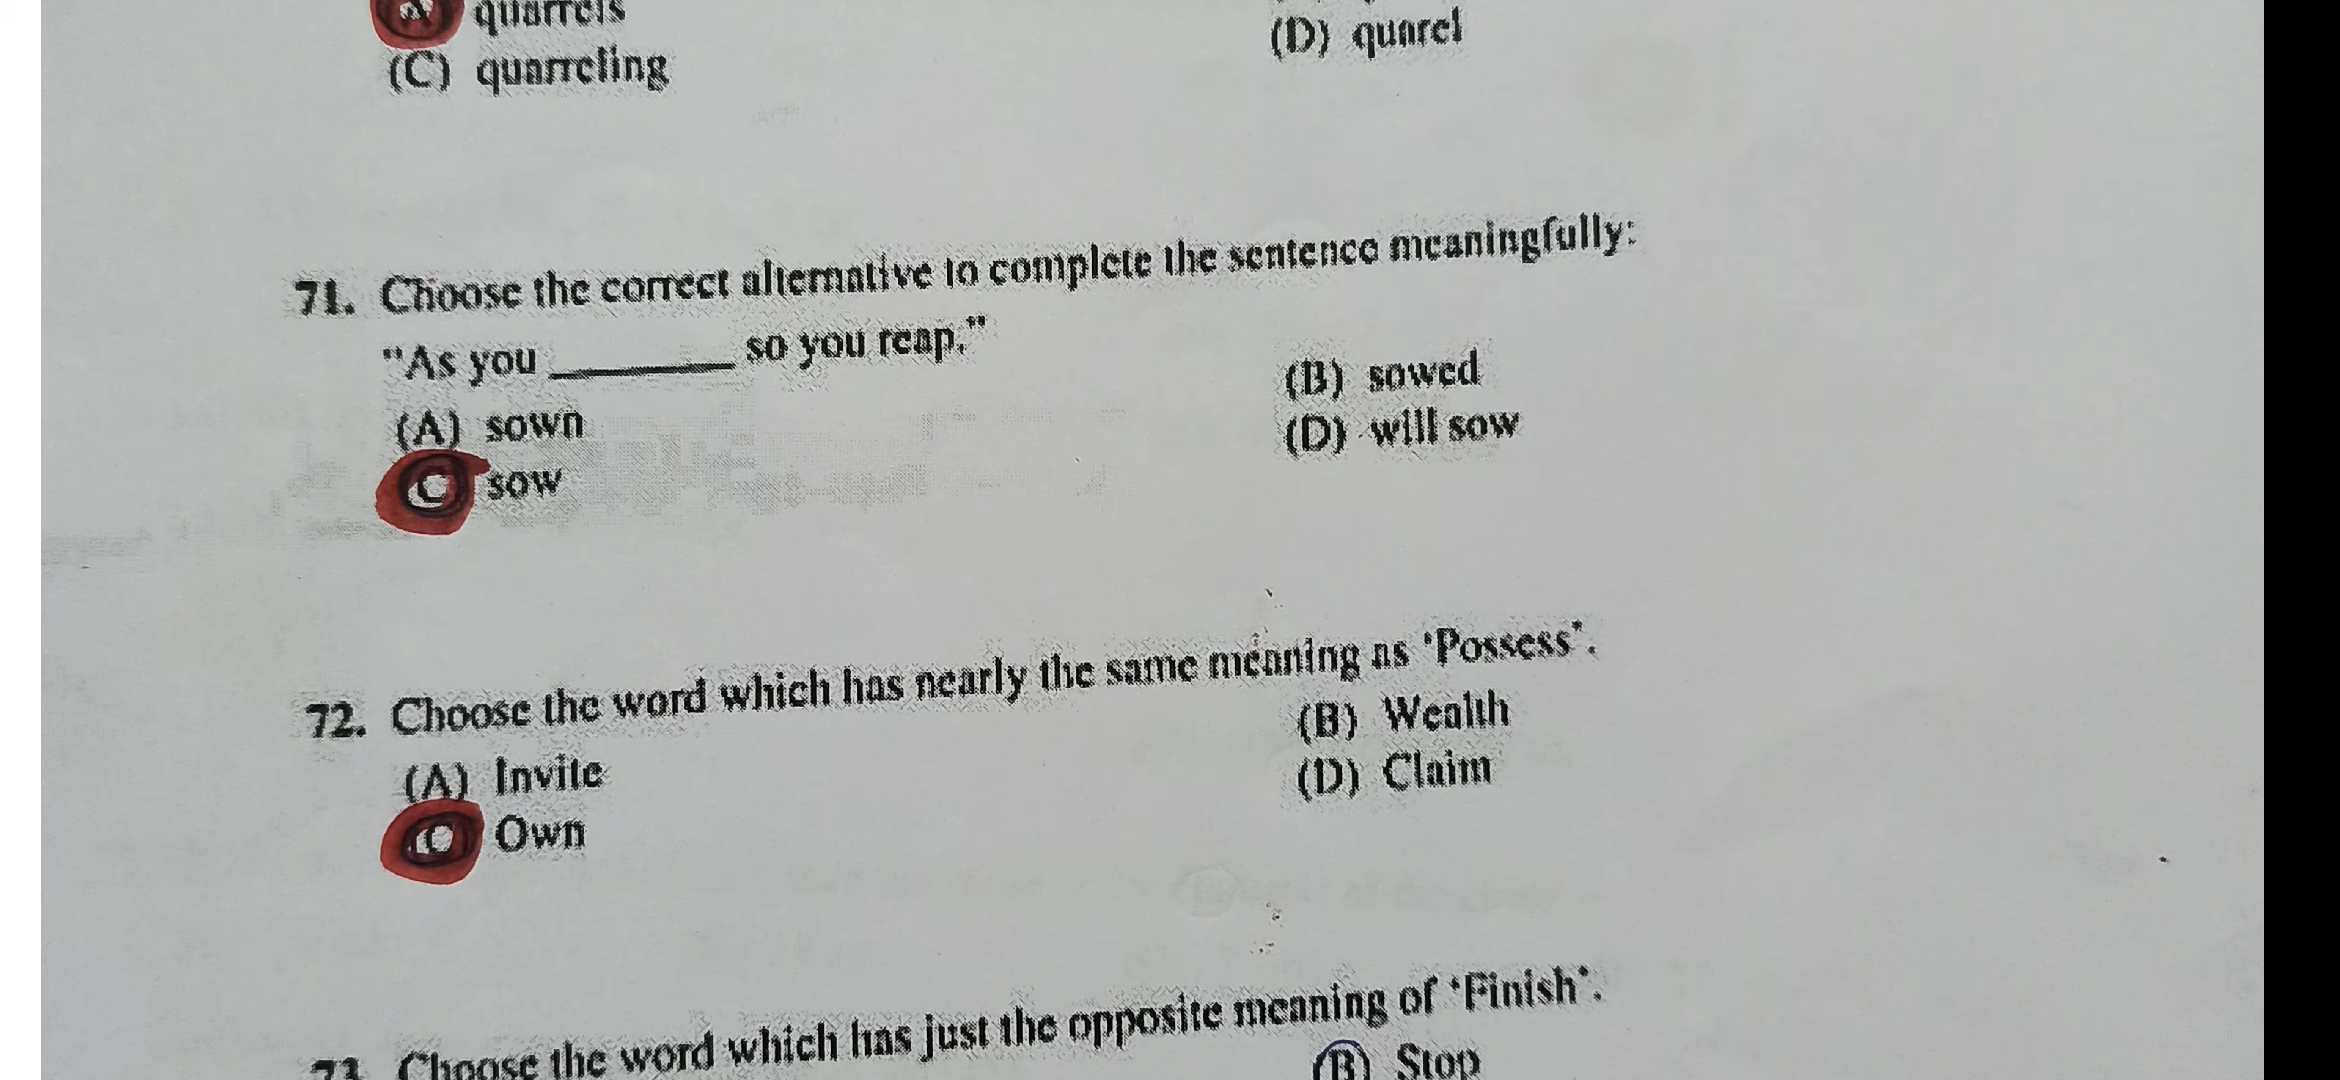 (A) quarrels
(D) quarel
(C) quarreling
71. Choose the correct alternative to complete the sentence meaningfully:
"As you ________ so you reap."
(A) sown
(B) sowed
(C) sow
(D) will sow
72. Choose the word which has nearly the same meaning as 'Possess'.
(A) Invite
(B) Wealth
(C) Own
(D) Claim
73. Choose the word which has just the opposite meaning of 'Finish'.
(B) Stop